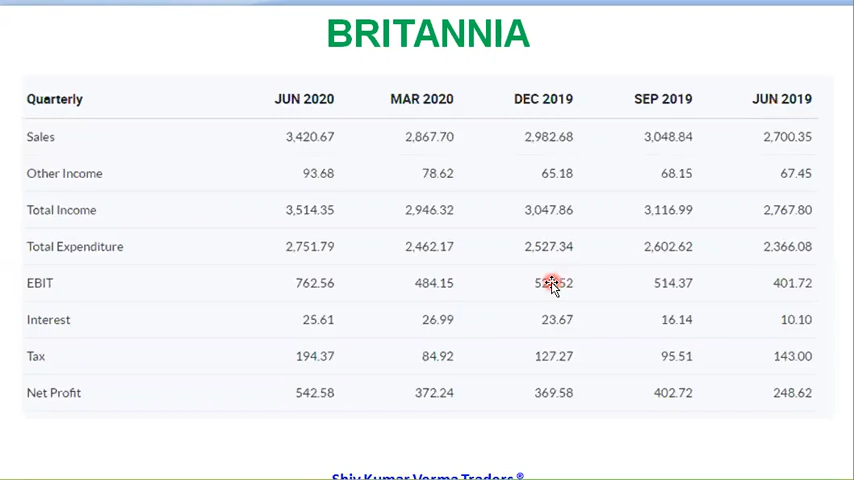 BRITANNIA
Quarterly JUN 2020 MAR 2020 DEC 2019 SEP 2019 JUN 2019
Sales 3,420.67 2,867.70 2,982.68 3,048.84 2,700.35
Other Income 93.68 78.62 65.18 68.15 67.45
Total Income 3,514.35 2,946.32 3,047.86 3,116.99 2,767.80
Total Expenditure 2,751.79 2,462.17 2,527.34 2,602.62 2,366.08
EBIT 762.56 484.15 514.37 401.72
Interest 25.61 26.99 23.67 16.14 10.10
Tax 194.37 84.92 127.27 95.51 143.00
Net Profit 542.58 372.24 369.58 402.72 248.62
Shiv Kumar Verma Traders ®